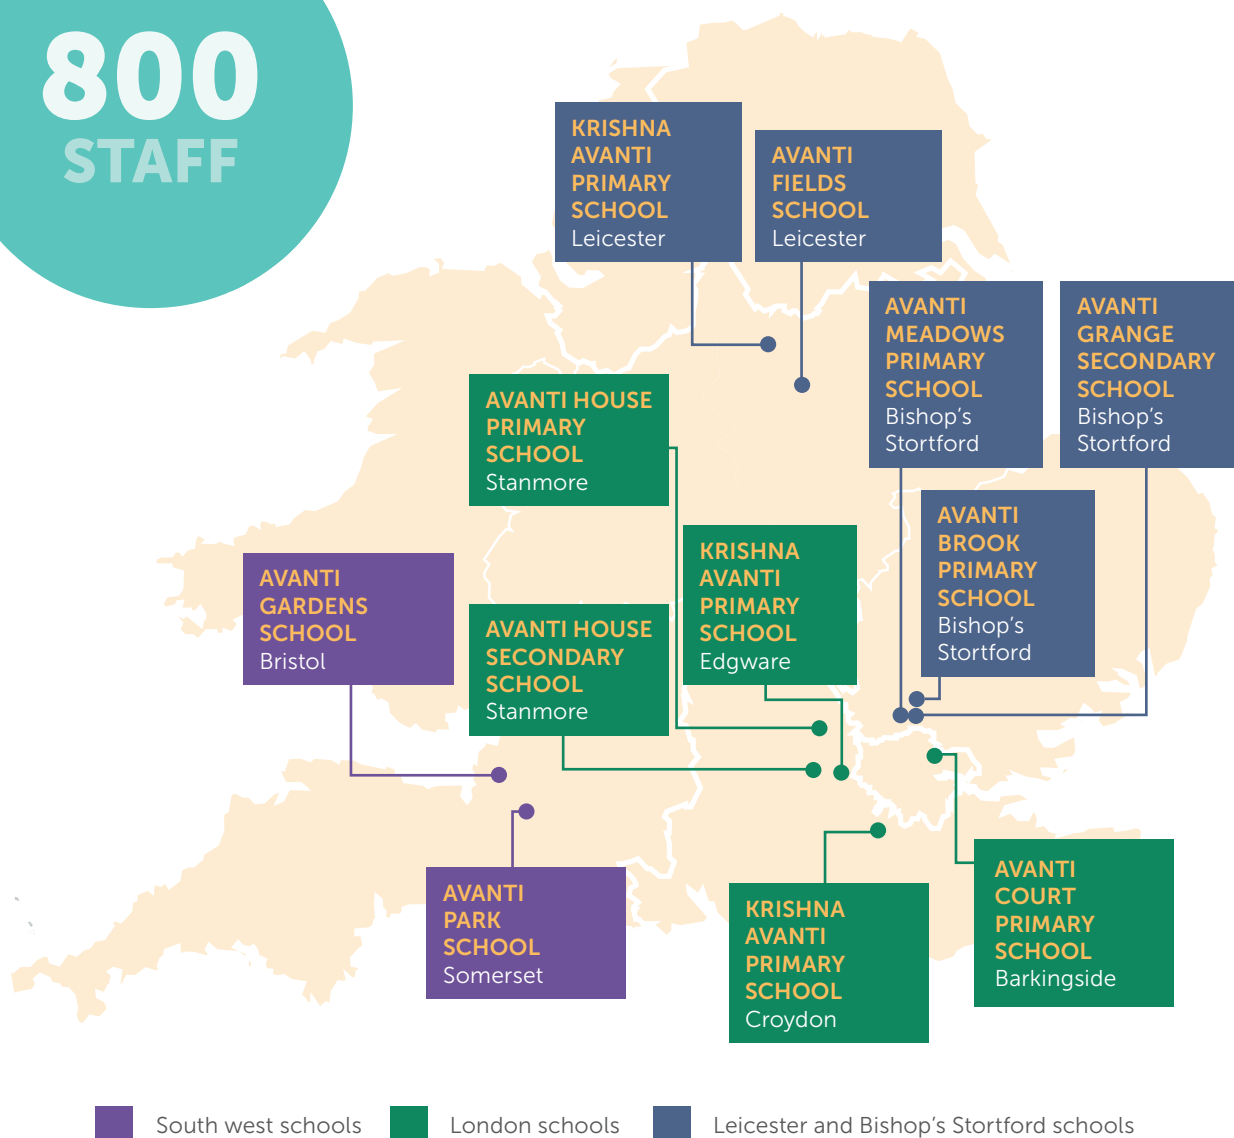 800
STAFF
KRISHNA
AVANTI
PRIMARY
SCHOOL
Leicester
AVANTI
FIELDS
SCHOOL
Leicester
AVANTI
MEADOWS
PRIMARY
SCHOOL
Bishop's
Stortford
AVANTI
GRANGE
SECONDARY
SCHOOL
Bishop's
Stortford
AVANTI HOUSE
PRIMARY
SCHOOL
Stanmore
AVANTI
BROOK
PRIMARY
SCHOOL
Bishop's
Stortford
KRISHNA
AVANTI
PRIMARY
SCHOOL
Edgware
AVANTI
GARDENS
SCHOOL
Bristol
AVANTI HOUSE
SECONDARY
SCHOOL
Stanmore
AVANTI
PARK
SCHOOL
Somerset
KRISHNA
AVANTI
PRIMARY
SCHOOL
Croydon
AVANTI
COURT
PRIMARY
SCHOOL
Barkingside
South west schools
London schools
Leicester and Bishop's Stortford schools